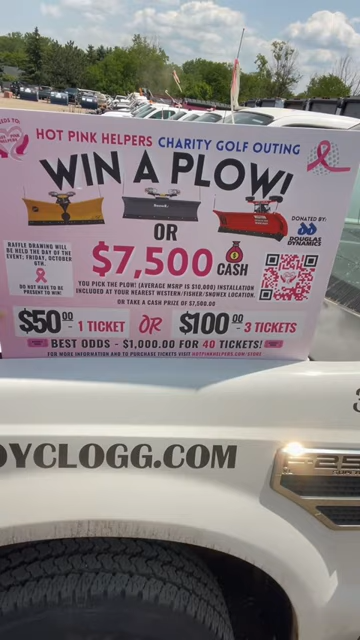 HOT PINK HELPERS CHARITY GOLF OUTING
WIN A PLOW!
OR
$7,500 CASH
DONATED BY:
DOUGLAS
DYNAMICS
RAFFLE DRAWING WILL
BE HELD THE DAY OF THE
EVENT; FRIDAY, OCTOBER
6TH.
DO NOT HAVE TO BE
PRESENT TO WIN!
YOU PICK THE PLOW! (AVERAGE MSRP IS $10,000) INSTALLATION
INCLUDED AT YOUR NEAREST WESTERN/FISHER/SNOWEX LOCATION.
OR TAKE A CASH PRIZE OF $7,500.00
$50.00 - 1 TICKET OR $100.00 - 3 TICKETS
BEST ODDS - $1,000.00 FOR 40 TICKETS!
FOR MORE INFORMATION AND TO PURCHASE TICKETS VISIT HOTPINKHELPERS.COM/STORE
OYCLOGG.COM